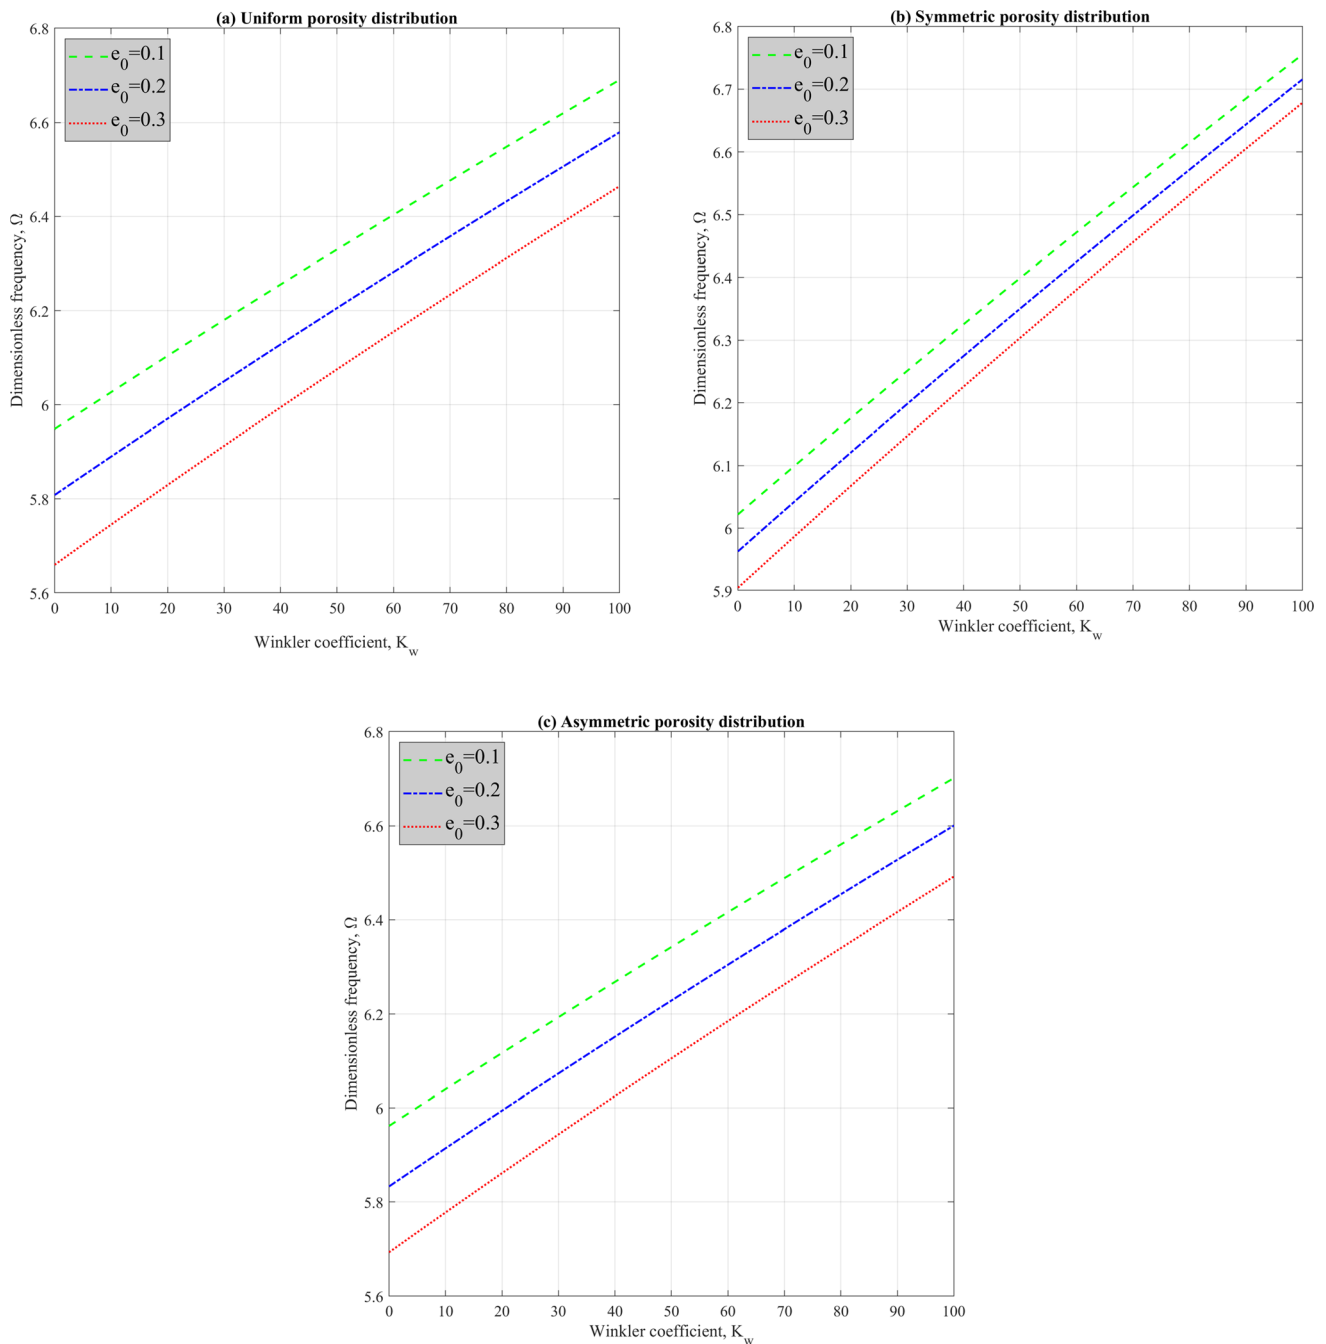 (a) Uniform porosity distribution
6.8
6.6
6.4
6.2
6
5.8
5.6
Dimensionless frequency, Ω
e0=0.1
e0=0.2
e0=0.3
0 10 20 30 40 50 60 70 80 90 100
Winkler coefficient, Kw
(b) Symmetric porosity distribution
6.8
6.7
6.6
6.5
6.4
6.3
6.2
6.1
6
5.9
Dimensionless frequency, Ω
e0=0.1
e0=0.2
e0=0.3
0 10 20 30 40 50 60 70 80 90 100
Winkler coefficient, Kw
(c) Asymmetric porosity distribution
6.8
6.6
6.4
6.2
6
5.8
5.6
Dimensionless frequency, Ω
e0=0.1
e0=0.2
e0=0.3
0 10 20 30 40 50 60 70 80 90 100
Winkler coefficient, Kw